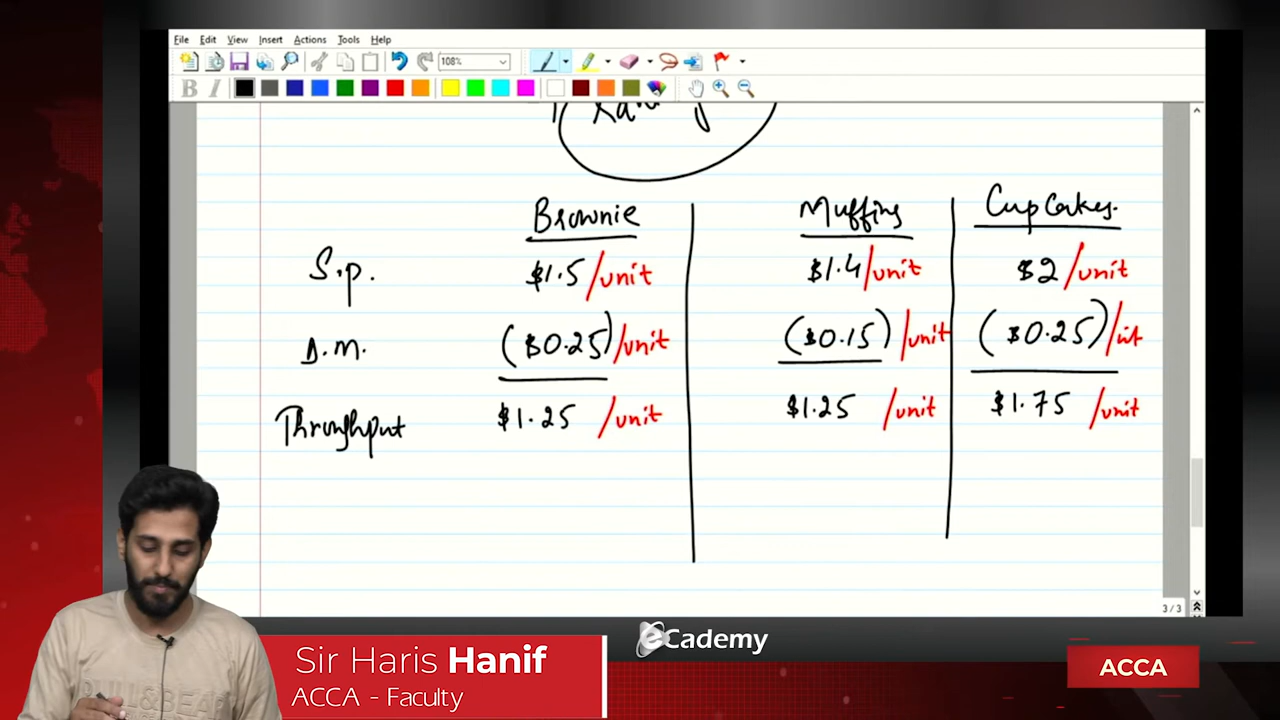 File Edit View Insert Actions Tools Help
108%
B I
Brownie Muffins CupCakes.
S.p. $1.5 /unit $1.4 /unit $2 /unit
D.M. ($0.25) /unit ($0.15) /unit ($0.25) /
Throughput $1.25 /unit $1.25 /unit $1.75 /unit
3/3
eCademy
Sir Haris Hanif
ACCA - Faculty
ACCA